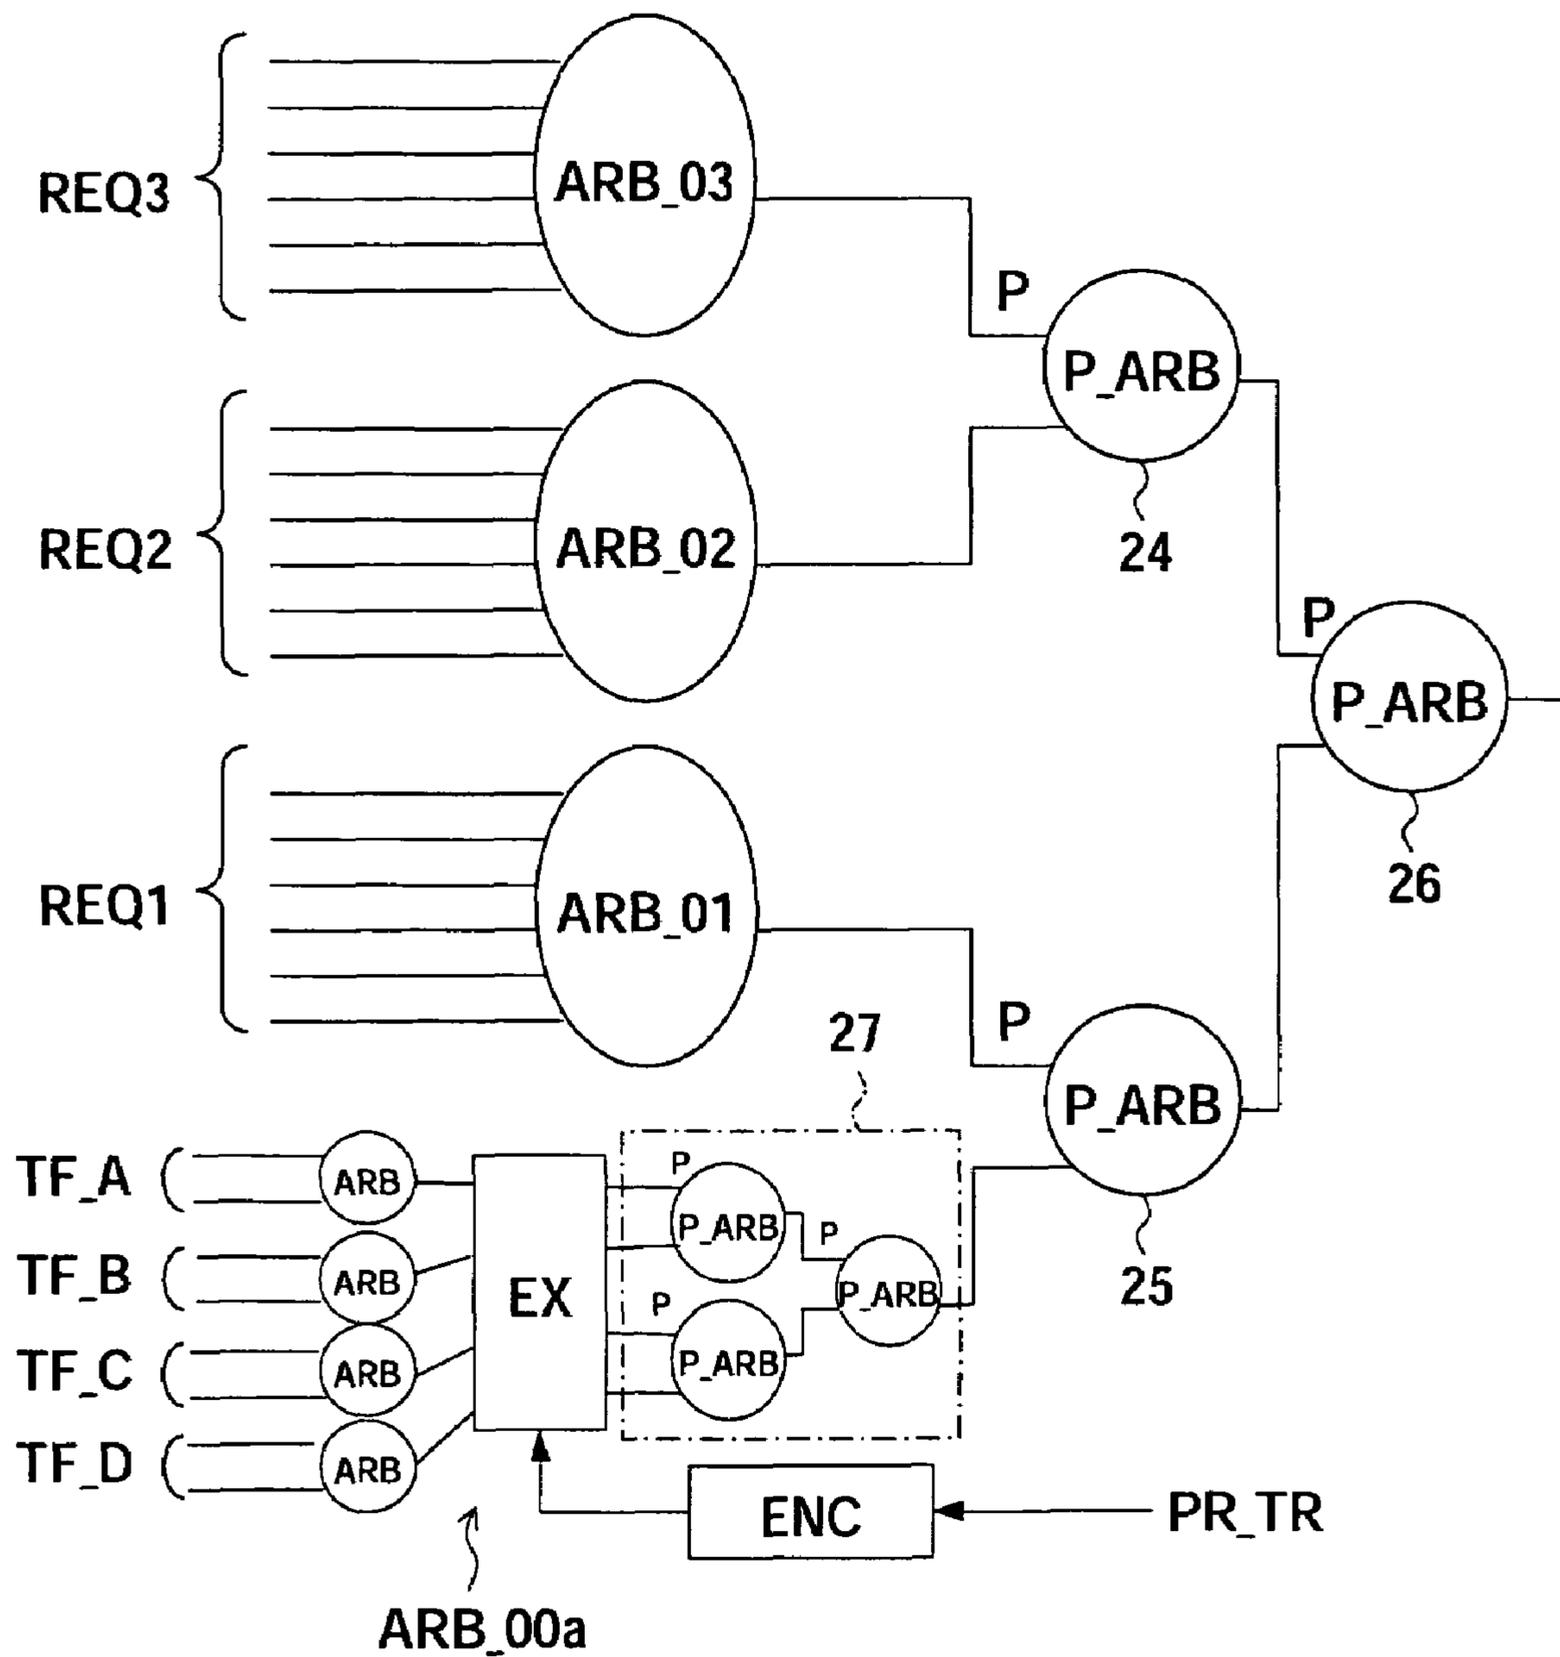 REQ3
ARB_03
P
P_ARB
24
REQ2
ARB_02
P
P_ARB
26
REQ1
ARB_01
P
P_ARB
25
27
TF_A
ARB
TF_B
ARB
TF_C
ARB
TF_D
ARB
EX
P
P_ARB
P
P_ARB
P
P_ARB
ENC
PR_TR
ARB_00a